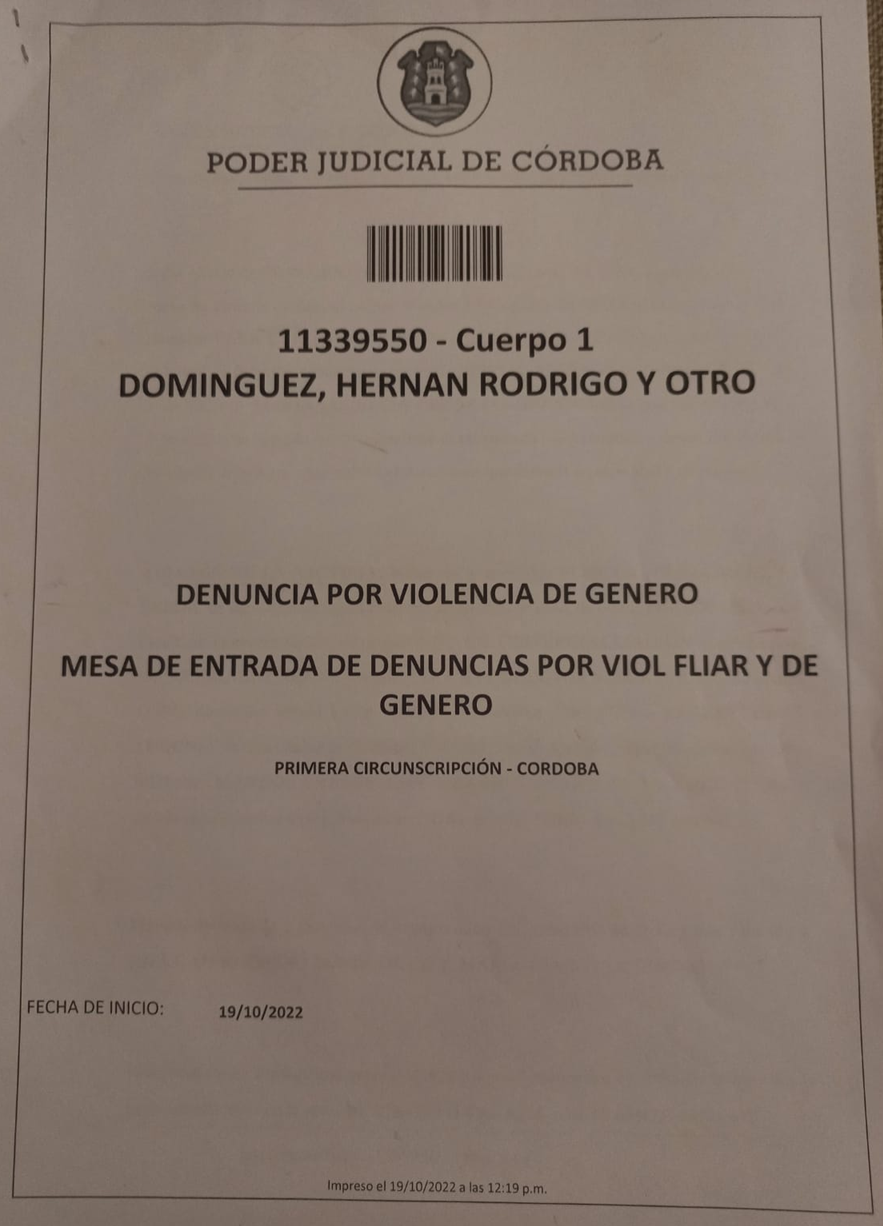 PODER JUDICIAL DE CÓRDOBA
11339550 - Cuerpo 1
DOMINGUEZ, HERNAN RODRIGO Y OTRO
DENUNCIA POR VIOLENCIA DE GENERO
MESA DE ENTRADA DE DENUNCIAS POR VIOL FLIAR Y DE
GENERO
PRIMERA CIRCUNSCRIPCIÓN - CORDOBA
FECHA DE INICIO: 19/10/2022
Impreso el 19/10/2022 a las 12:19 p.m.